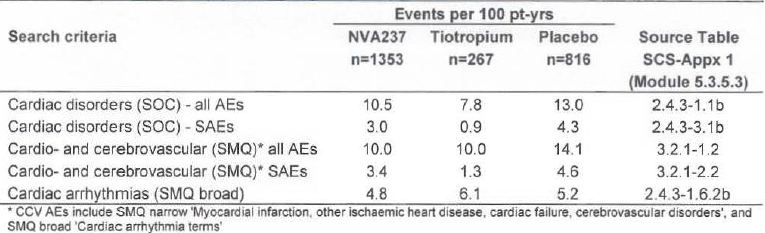 Events per 100 pt-yrs
Search criteria NVA237 Tiotropium Placebo Source Table
n=1353 n=267 n=816 SCS-Appx 1
(Module 5.3.5.3)
Cardiac disorders (SOC) - all AEs 10.5 7.8 13.0 2.4.3-1.1b
Cardiac disorders (SOC) - SAEs 3.0 0.9 4.3 2.4.3-3.1b
Cardio- and cerebrovascular (SMQ)* all AEs 10.0 10.0 14.1 3.2.1-1.2
Cardio- and cerebrovascular (SMQ)* SAEs 3.4 1.3 4.6 3.2.1-2.2
Cardiac arrhythmias (SMQ broad) 4.8 6.1 5.2 2.4.3-1.6.2b
* CCV AEs include SMQ narrow 'Myocardial infarction, other ischaemic heart disease, cardiac failure, cerebrovascular disorders', and
SMQ broad 'Cardiac arrhythmia terms'